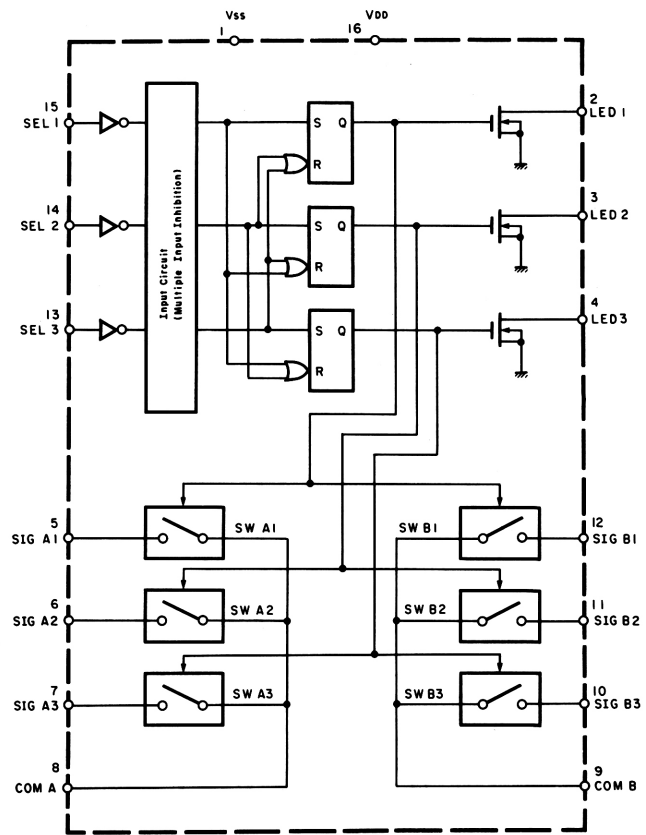 Vss
VDD
1
16
15
SEL 1
2
LED 1
S Q
R
14
SEL 2
3
LED 2
S Q
R
13
SEL 3
4
LED 3
S Q
R
Input Circuit
(Multiple Input Inhibition)
5
SIG A1
SW A1
SW B1
12
SIG B1
6
SIG A2
SW A2
SW B2
11
SIG B2
7
SIG A3
SW A3
SW B3
10
SIG B3
8
COM A
9
COM B